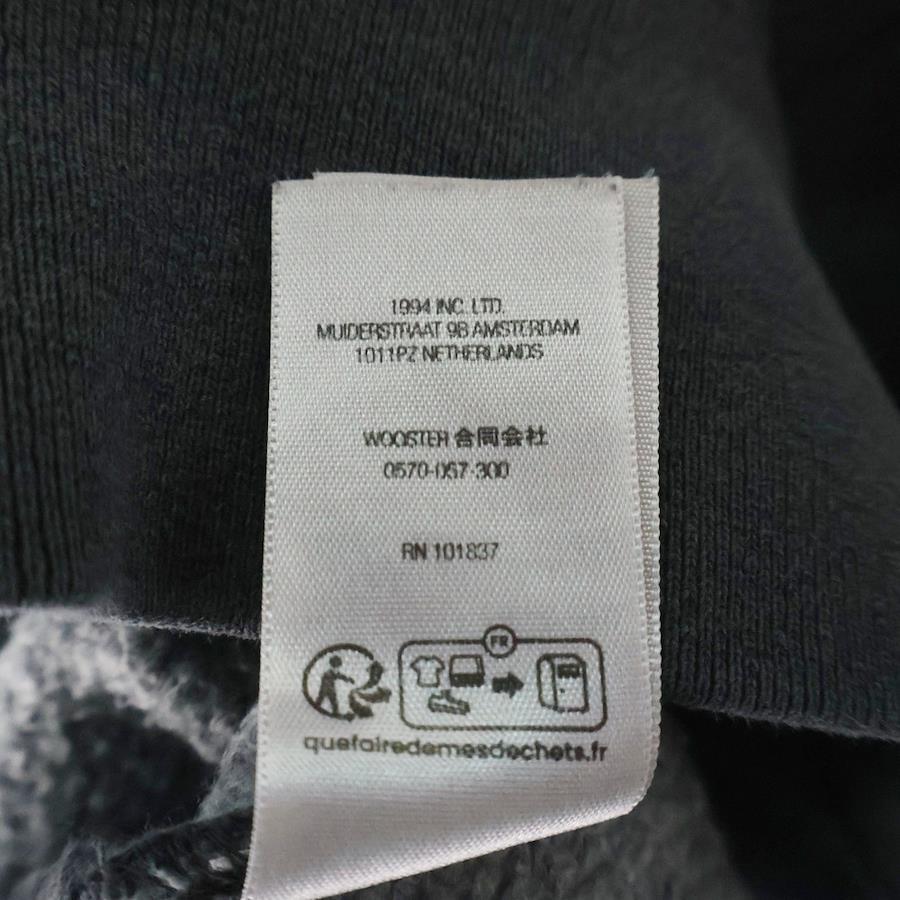 1994 INC. LTD.
MUIDERSTRAAT 9B AMSTERDAM
1011PZ NETHERLANDS
WOOSTER 合同会社
0570-057-300
RN 101837
FR
quefairedemesdechets.fr